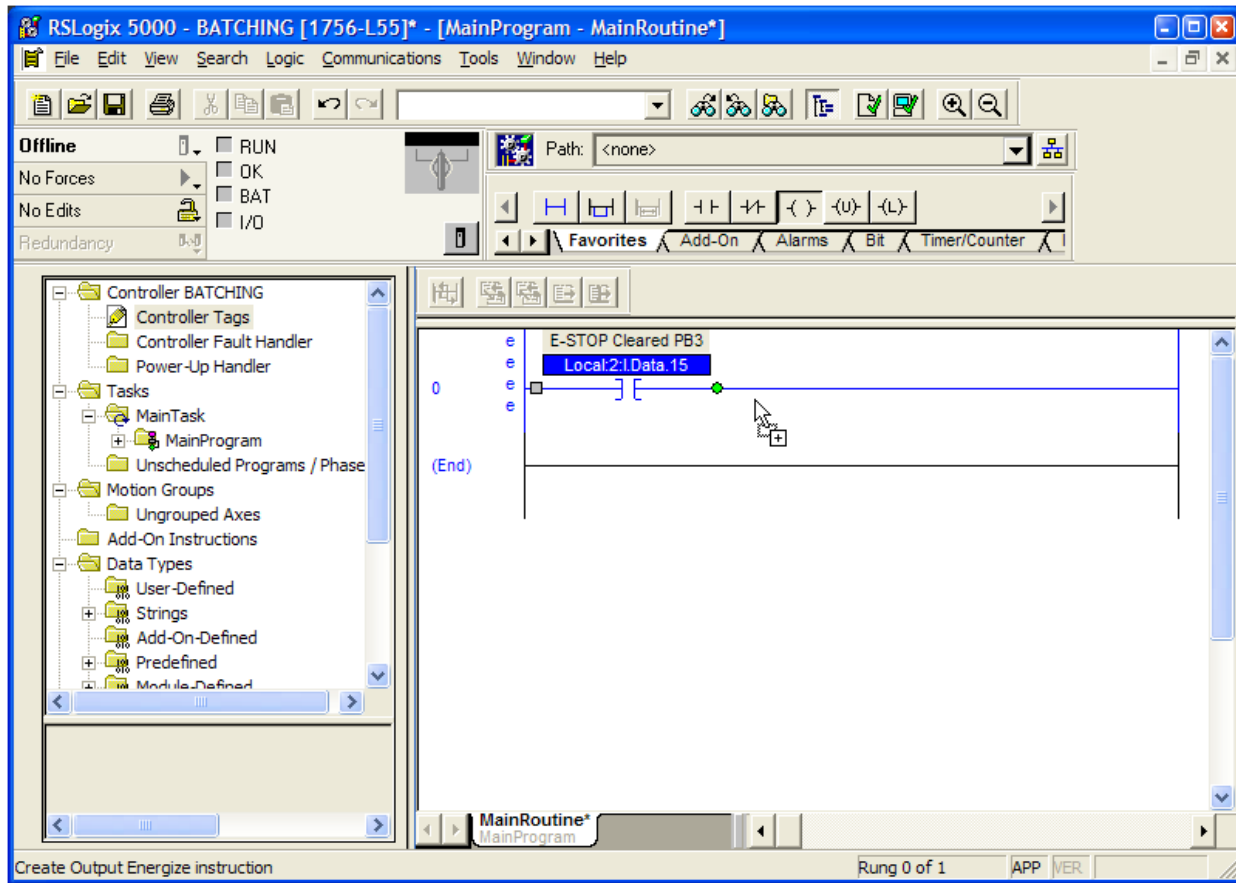 RSLogix 5000 - BATCHING [1756-L55]* - [MainProgram - MainRoutine*]
File Edit View Search Logic Communications Tools Window Help
Offline
RUN
No Forces
OK
No Edits
BAT
Redundancy
I/O
Path: <none>
Favorites Add-On Alarms Bit Timer/Counter
Controller BATCHING
Controller Tags
Controller Fault Handler
Power-Up Handler
Tasks
MainTask
MainProgram
Unscheduled Programs / Phase
Motion Groups
Ungrouped Axes
Add-On Instructions
Data Types
User-Defined
Strings
Add-On-Defined
Predefined
Module-Defined
e
e
e
e
E-STOP Cleared PB3
Local:2:I.Data.15
0
(End)
MainRoutine*
MainProgram
Create Output Energize instruction
Rung 0 of 1
APP
VER